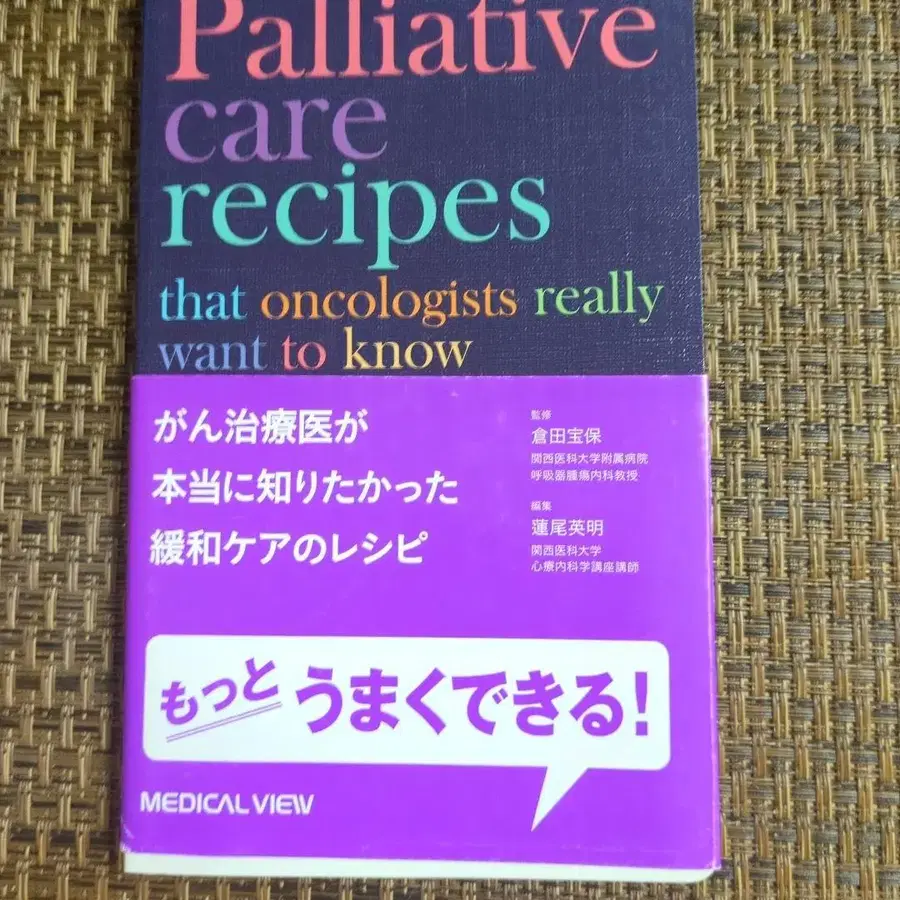 Palliative
care
recipes
that oncologists really
want to know
がん治療医が
本当に知りたかった
緩和ケアのレシピ
監修
倉田宝保
関西医科大学附属病院
呼吸器腫瘍内科教授
編集
蓮尾英明
関西医科大学
心療内科学講座講師
もっと うまくできる!
MEDICAL VIEW